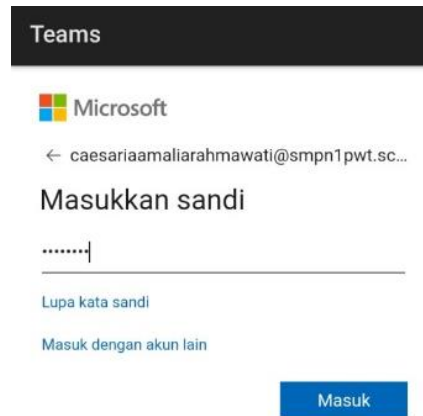 Teams
Microsoft
← caesariaamaliarahmawati@smpn1pwt.sc...
Masukkan sandi
••••••••
Lupa kata sandi
Masuk dengan akun lain
Masuk